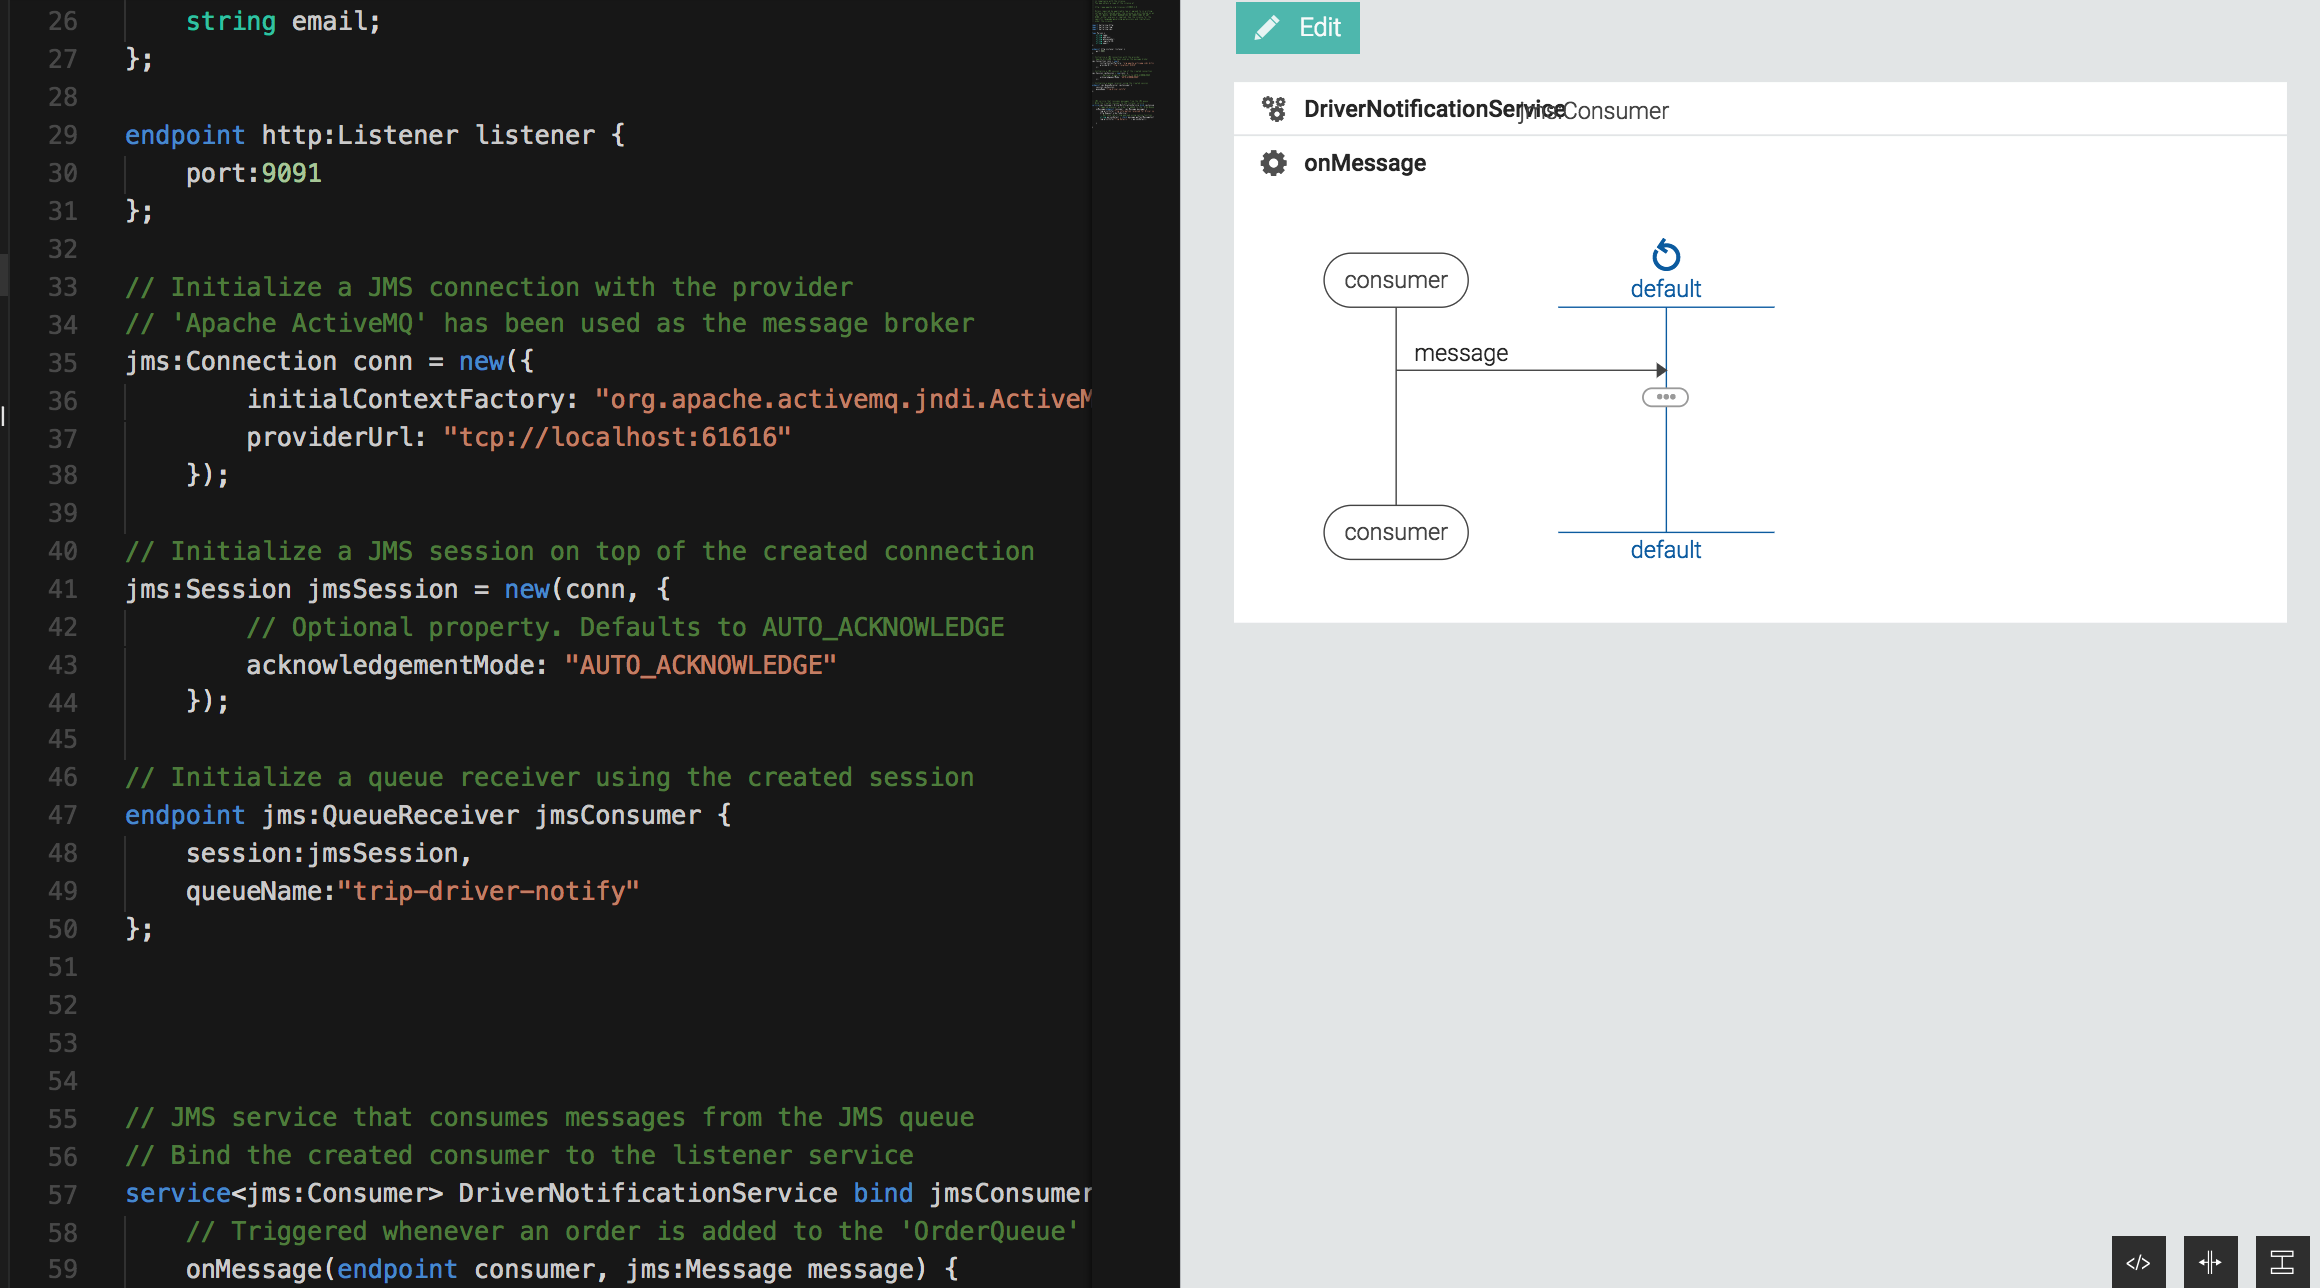 26 string email;
27 };
28
29 endpoint http:Listener listener {
30 port:9091
31 };
32
33 // Initialize a JMS connection with the provider
34 // 'Apache ActiveMQ' has been used as the message broker
35 jms:Connection conn = new({
36 initialContextFactory: "org.apache.activemq.jndi.ActiveM
37 providerUrl: "tcp://localhost:61616"
38 });
39
40 // Initialize a JMS session on top of the created connection
41 jms:Session jmsSession = new(conn, {
42 // Optional property. Defaults to AUTO_ACKNOWLEDGE
43 acknowledgementMode: "AUTO_ACKNOWLEDGE"
44 });
45
46 // Initialize a queue receiver using the created session
47 endpoint jms:QueueReceiver jmsConsumer {
48 session:jmsSession,
49 queueName:"trip-driver-notify"
50 };
51
52
53
54
55 // JMS service that consumes messages from the JMS queue
56 // Bind the created consumer to the listener service
57 service<jms:Consumer> DriverNotificationService bind jmsConsumer
58 // Triggered whenever an order is added to the 'OrderQueue'
59 onMessage(endpoint consumer, jms:Message message) {
Edit
DriverNotificationService jms:Consumer
onMessage
consumer
default
message
consumer
default